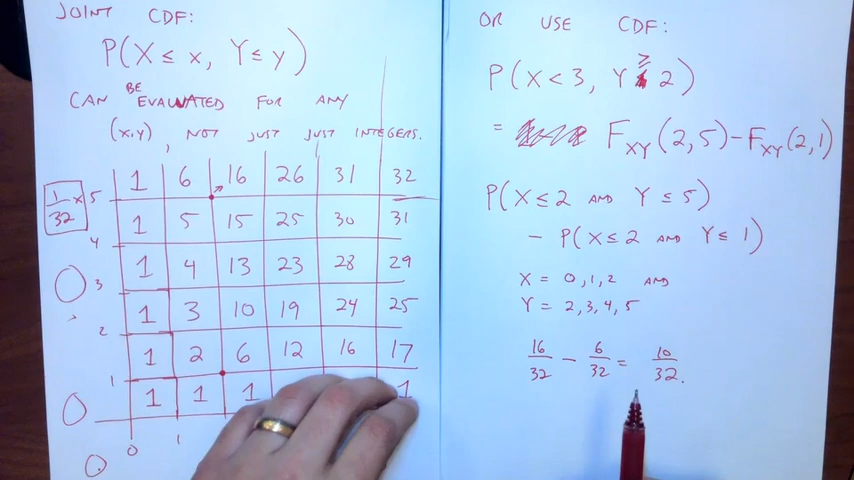 JOINT CDF:
P(X ≤ x, Y ≤ y)
CAN BE EVALUATED FOR ANY
(x,y), NOT JUST JUST INTEGERS.
1/32 × 5 1 6 16 26 31 32
4 1 5 15 25 30 31
0 3 1 4 13 23 28 29
2 1 3 10 19 24 25
1 1 2 6 12 16 17
0 1 1 1 1
0 0 1
OR USE CDF:
P(X < 3, Y ≥ 2)
= F_XY(2,5) - F_XY(2,1)
P(X ≤ 2 AND Y ≤ 5)
- P(X ≤ 2 AND Y ≤ 1)
X = 0,1,2 AND
Y = 2,3,4,5
16/32 - 6/32 = 10/32.